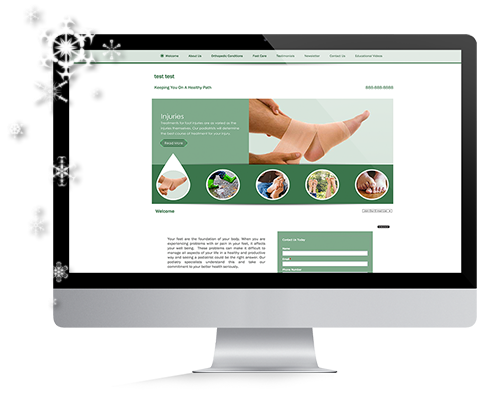 Welcome About Us Orthopedic Conditions Foot Care Testimonials Newsletter Contact Us Educational Videos
test test
Keeping You On A Healthy Path
888.888.8888
Injuries
Treatments for foot injuries are as varied as the
injuries themselves. Our podiatrists will determine
the best course of treatment for your injury.
Read More
Welcome
Your feet are the foundation of your body. When you are
experiencing problems with or pain in your feet, it affects
your well being. These problems can make it difficult to
manage all aspects of your life in a healthy and productive
way and seeing a podiatrist could be the right answer. Our
podiatry specialists understand this and take our
commitment to your better health seriously.
Contact Us Today
Name
Email
Phone Number